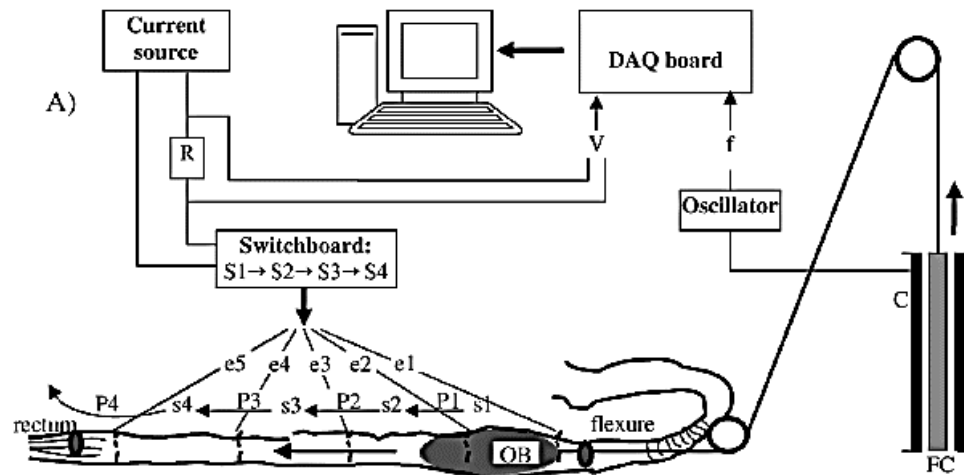 Current
source
A)
DAQ board
R
V
f
Oscillator
Switchboard:
S1→ S2→ S3→ S4
C
e5 e4 e3 e2 e1
P4 s4 P3 s3 P2 s2 P1 s1
rectum
flexure
OB
FC